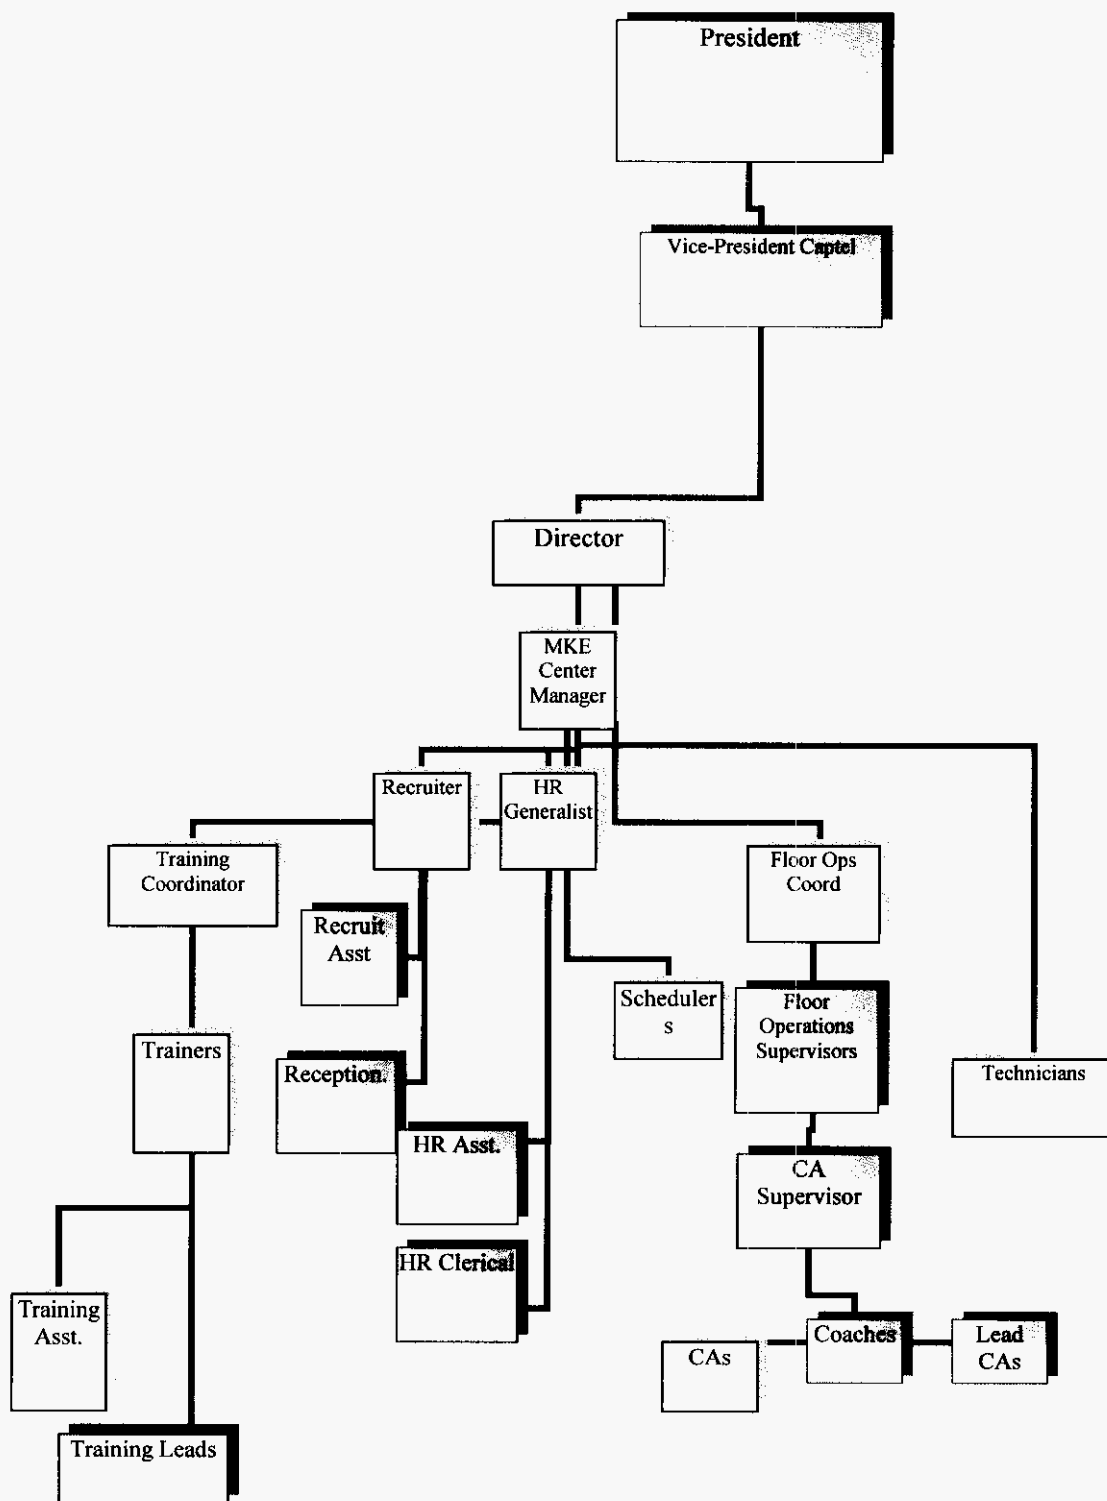 President
Vice-President Captel
Director
MKE
Center
Manager
Recruiter
HR
Generalist
Training
Coordinator
Floor Ops
Coord
Recruit
Asst
Scheduler
s
Floor
Operations
Supervisors
Trainers
Reception.
Technicians
HR Asst.
CA
Supervisor
HR Clerical
Training
Asst.
Coaches
Lead
CAs
CAs
Training Leads